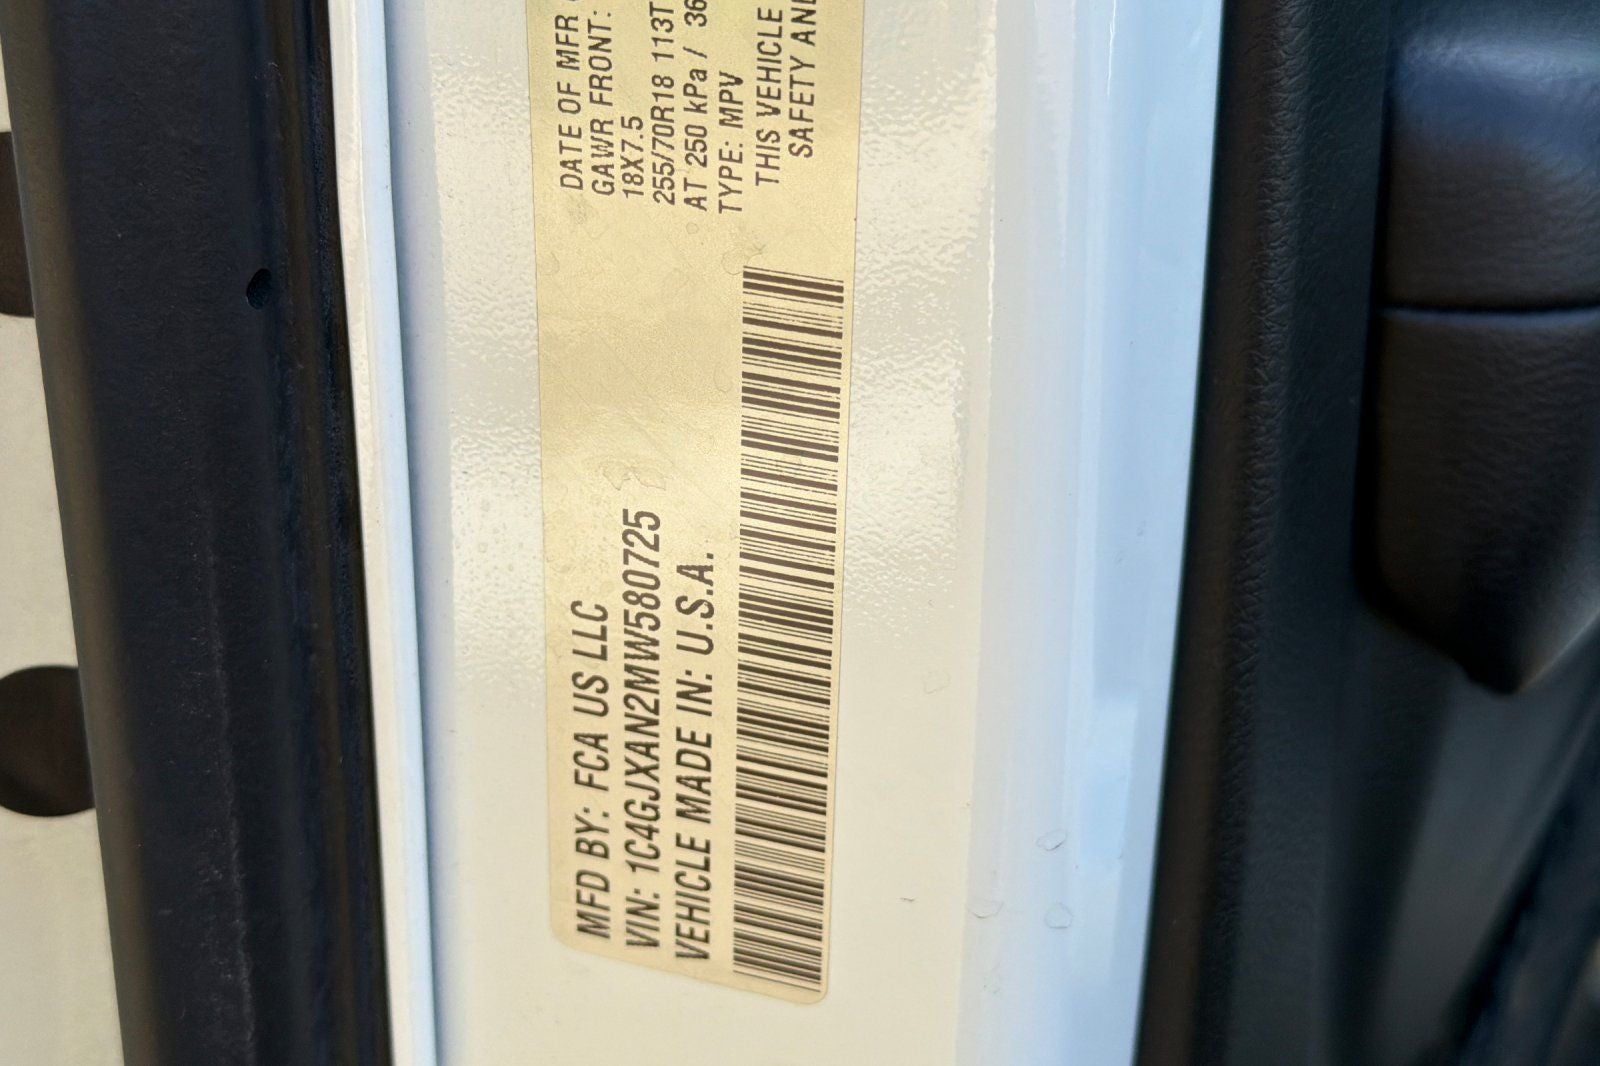 MFD BY: FCA US LLC
VIN: 1C4GJXAN2MW580725
VEHICLE MADE IN: U.S.A.
DATE OF MFR
GAWR FRONT:
18X7.5
255/70R18 113T
AT 250 kPa / 36
TYPE: MPV
THIS VEHICLE
SAFETY AND